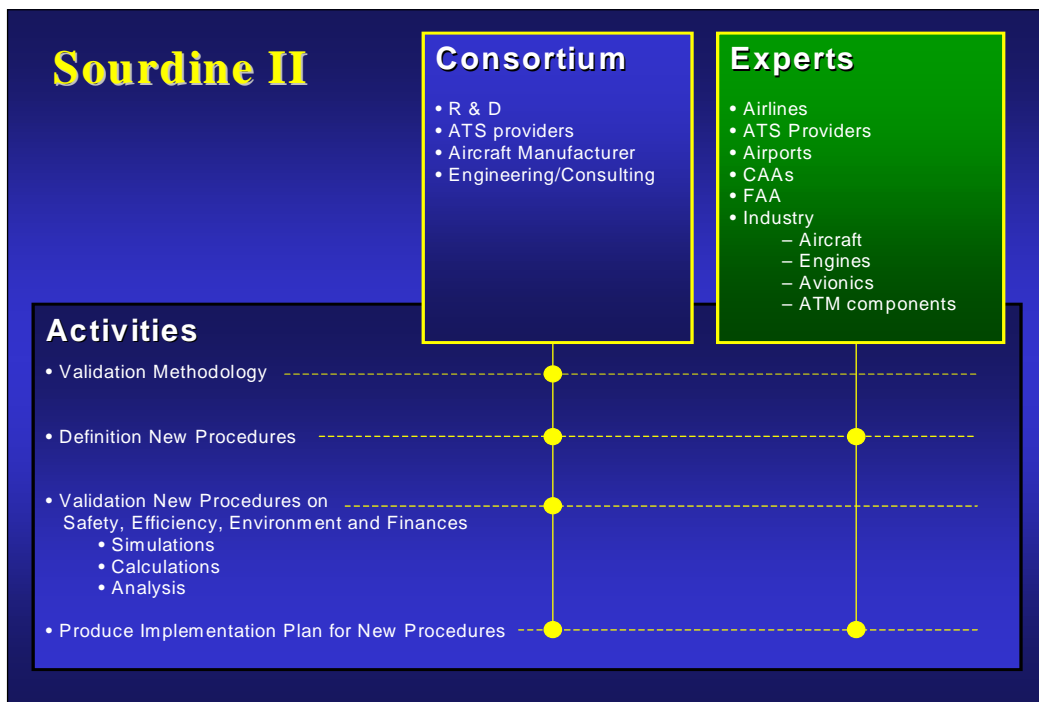 Sourdine II
Consortium
• R & D
• ATS providers
• Aircraft Manufacturer
• Engineering/Consulting
Experts
• Airlines
• ATS Providers
• Airports
• CAAs
• FAA
• Industry
– Aircraft
– Engines
– Avionics
– ATM components
Activities
• Validation Methodology
• Definition New Procedures
• Validation New Procedures on
Safety, Efficiency, Environment and Finances
• Simulations
• Calculations
• Analysis
• Produce Implementation Plan for New Procedures